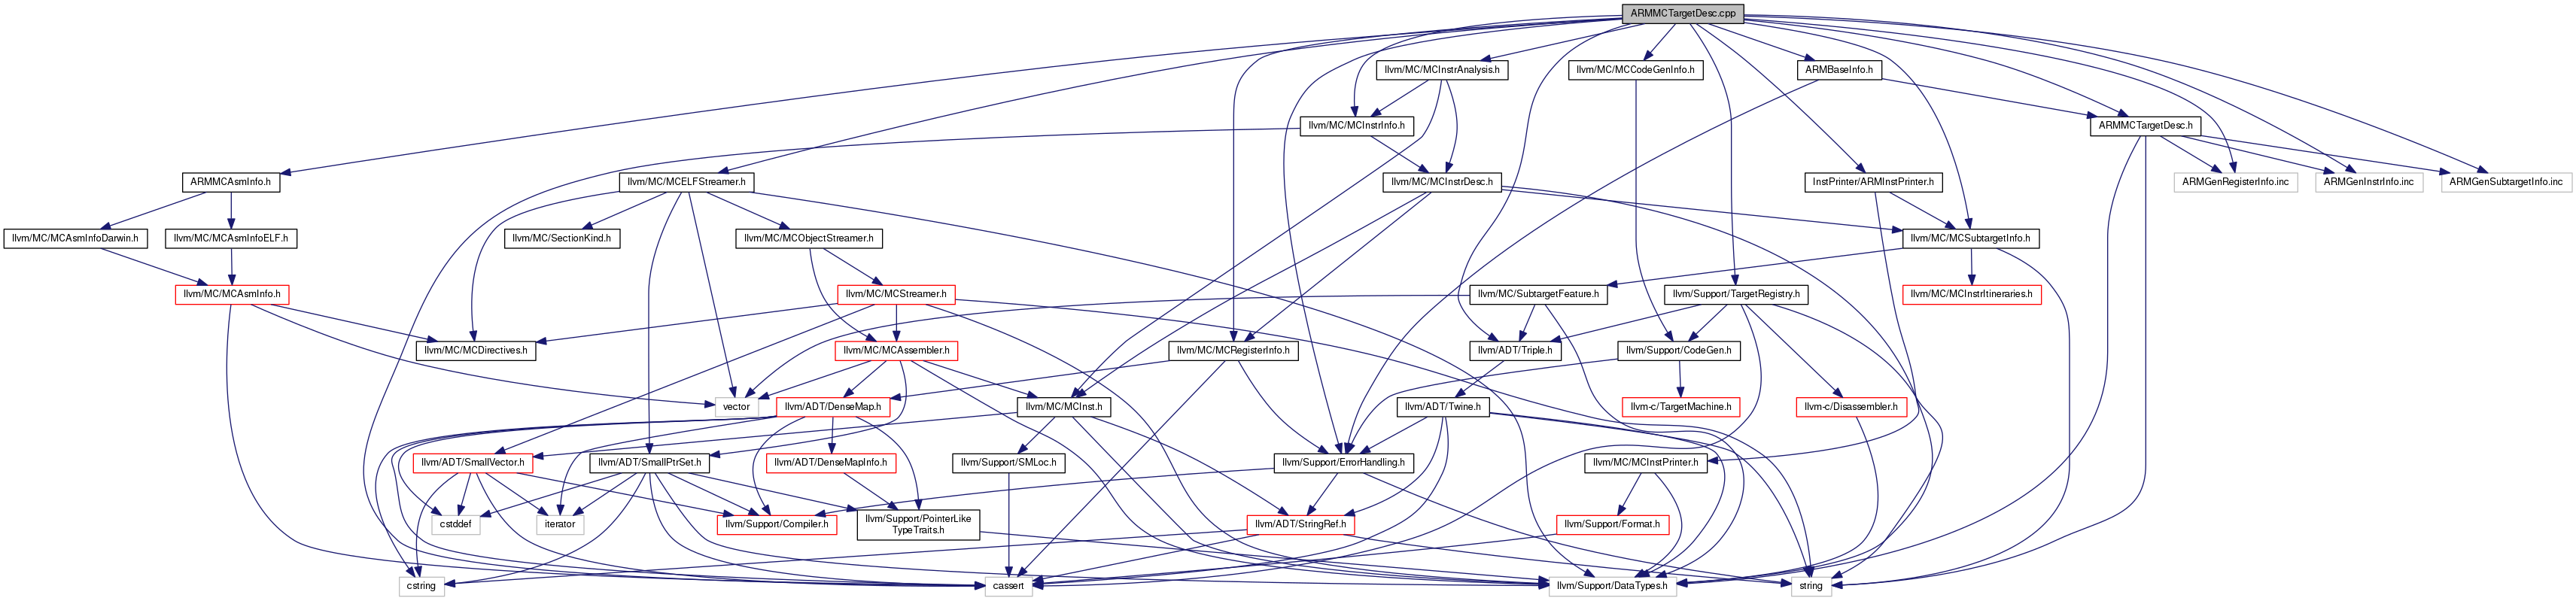 ARMMCTargetDesc.cpp
llvm/MC/MCInstrAnalysis.h
llvm/MC/MCCodeGenInfo.h
ARMBaseInfo.h
llvm/MC/MCInstrInfo.h
ARMMCTargetDesc.h
ARMMCAsmInfo.h
llvm/MC/MCELFStreamer.h
llvm/MC/MCInstrDesc.h
InstPrinter/ARMInstPrinter.h
ARMGenRegisterInfo.inc
ARMGenInstrInfo.inc
ARMGenSubtargetInfo.inc
llvm/MC/MCAsmInfoDarwin.h
llvm/MC/MCAsmInfoELF.h
llvm/MC/SectionKind.h
llvm/MC/MCObjectStreamer.h
llvm/MC/MCSubtargetInfo.h
llvm/MC/MCAsmInfo.h
llvm/MC/MCStreamer.h
llvm/MC/SubtargetFeature.h
llvm/Support/TargetRegistry.h
llvm/MC/MCInstrItineraries.h
llvm/MC/MCDirectives.h
llvm/MC/MCAssembler.h
llvm/MC/MCRegisterInfo.h
llvm/ADT/Triple.h
llvm/Support/CodeGen.h
vector
llvm/ADT/DenseMap.h
llvm/MC/MCInst.h
llvm/ADT/Twine.h
llvm-c/TargetMachine.h
llvm-c/Disassembler.h
llvm/ADT/SmallVector.h
llvm/ADT/SmallPtrSet.h
llvm/ADT/DenseMapInfo.h
llvm/Support/SMLoc.h
llvm/Support/ErrorHandling.h
llvm/MC/MCInstPrinter.h
cstddef
iterator
llvm/Support/Compiler.h
llvm/Support/PointerLike
TypeTraits.h
llvm/ADT/StringRef.h
llvm/Support/Format.h
cstring
cassert
llvm/Support/DataTypes.h
string